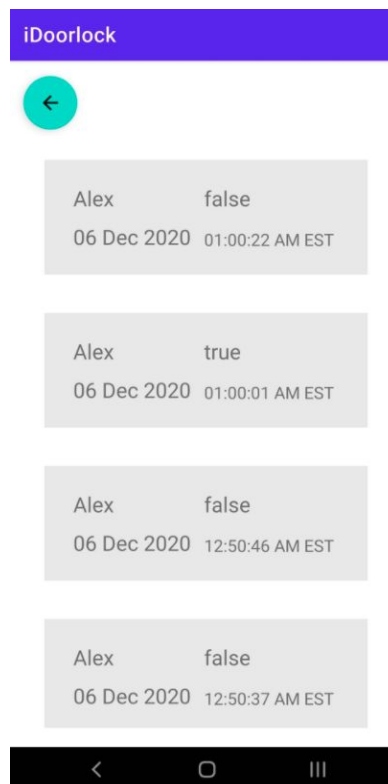 iDoorlock
Alex false
06 Dec 2020 01:00:22 AM EST
Alex true
06 Dec 2020 01:00:01 AM EST
Alex false
06 Dec 2020 12:50:46 AM EST
Alex false
06 Dec 2020 12:50:37 AM EST